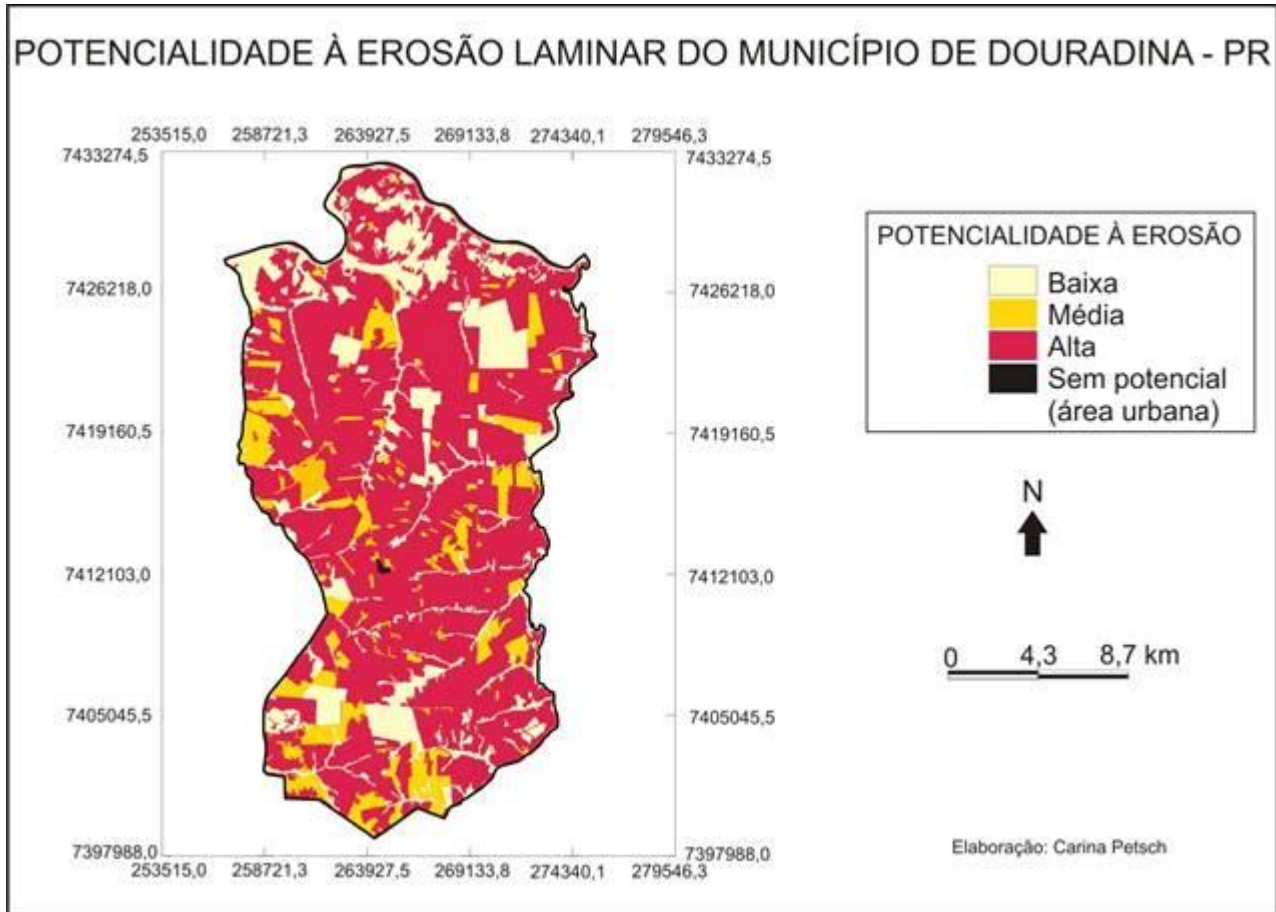 POTENCIALIDADE À EROSÃO LAMINAR DO MUNICÍPIO DE DOURADINA - PR
253515,0 258721,3 263927,5 269133,8 274340,1 279546,3
7433274,5 7433274,5
7426218,0 7426218,0
7419160,5 7419160,5
7412103,0 7412103,0
7405045,5 7405045,5
7397988,0 7397988,0
253515,0 258721,3 263927,5 269133,8 274340,1 279546,3
POTENCIALIDADE À EROSÃO
Baixa
Média
Alta
Sem potencial
(área urbana)
N
0 4,3 8,7 km
Elaboração: Carina Petsch